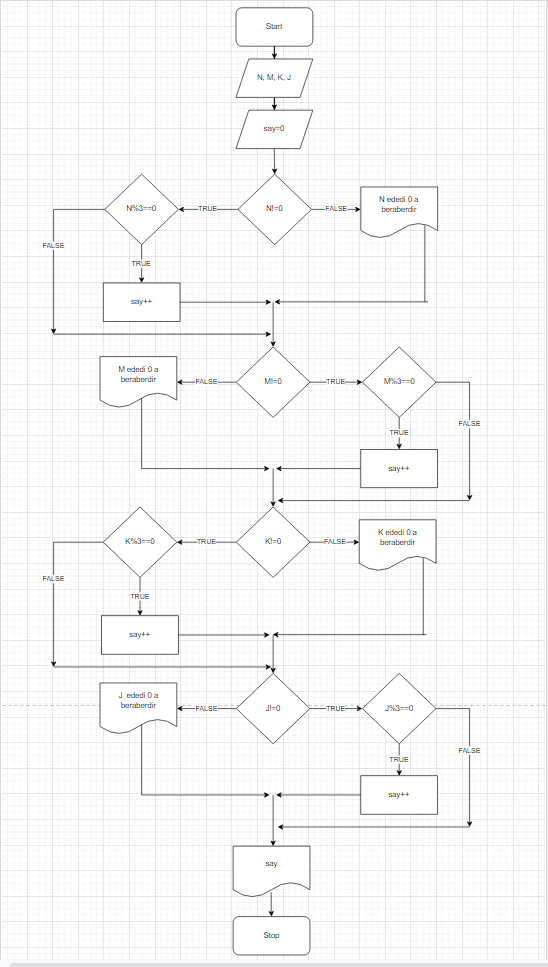 Start
N, M, K, J
say=0
N%3==0
TRUE
N!=0
FALSE
N ededi 0 a
beraberdir
FALSE
TRUE
say++
M ededi 0 a
beraberdir
FALSE
M!=0
TRUE
M%3==0
FALSE
TRUE
say++
K%3==0
TRUE
K!=0
FALSE
K ededi 0 a
beraberdir
FALSE
TRUE
say++
J ededi 0 a
beraberdir
FALSE
J!=0
TRUE
J%3==0
FALSE
TRUE
say++
say
Stop